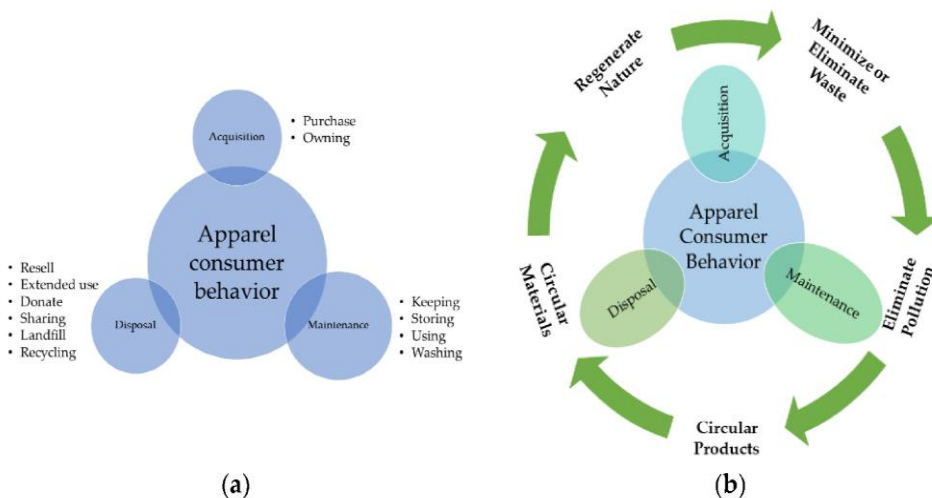 Acquisition
• Purchase
• Owning
Apparel
consumer
behavior
• Resell
• Extended use
• Donate
• Sharing
• Landfill
• Recycling
Disposal
Maintenance
• Keeping
• Storing
• Using
• Washing
(a)
Regenerate
Nature
Minimize or
Eliminate
Waste
Acquisition
Apparel
Consumer
Behavior
Disposal
Maintenance
Circular
Materials
Eliminate
Pollution
Circular
Products
(b)